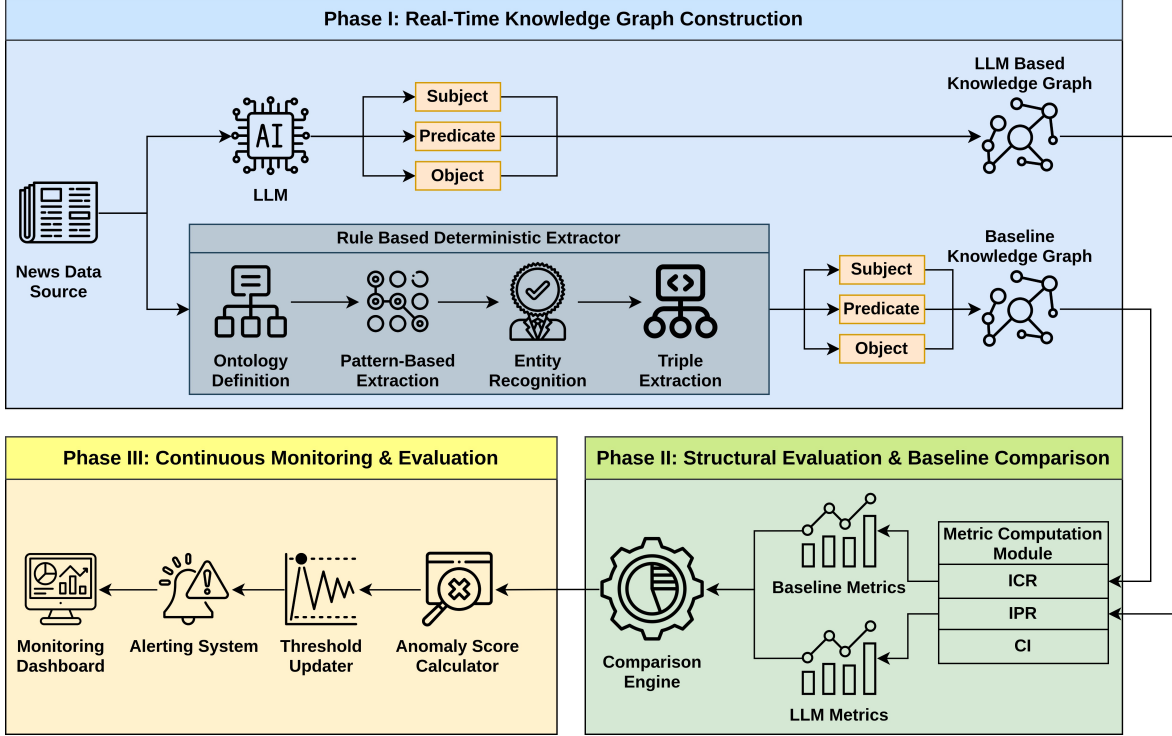 Phase I: Real-Time Knowledge Graph Construction
LLM Based
Knowledge Graph
Subject
Predicate
Object
AI
LLM
News Data
Source
Rule Based Deterministic Extractor
Ontology
Definition
Pattern-Based
Extraction
Entity
Recognition
Triple
Extraction
Subject
Predicate
Object
Baseline
Knowledge Graph
Phase III: Continuous Monitoring & Evaluation
Monitoring
Dashboard
Alerting System
Threshold
Updater
Anomaly Score
Calculator
Phase II: Structural Evaluation & Baseline Comparison
Comparison
Engine
Baseline Metrics
LLM Metrics
Metric Computation
Module
ICR
IPR
CI